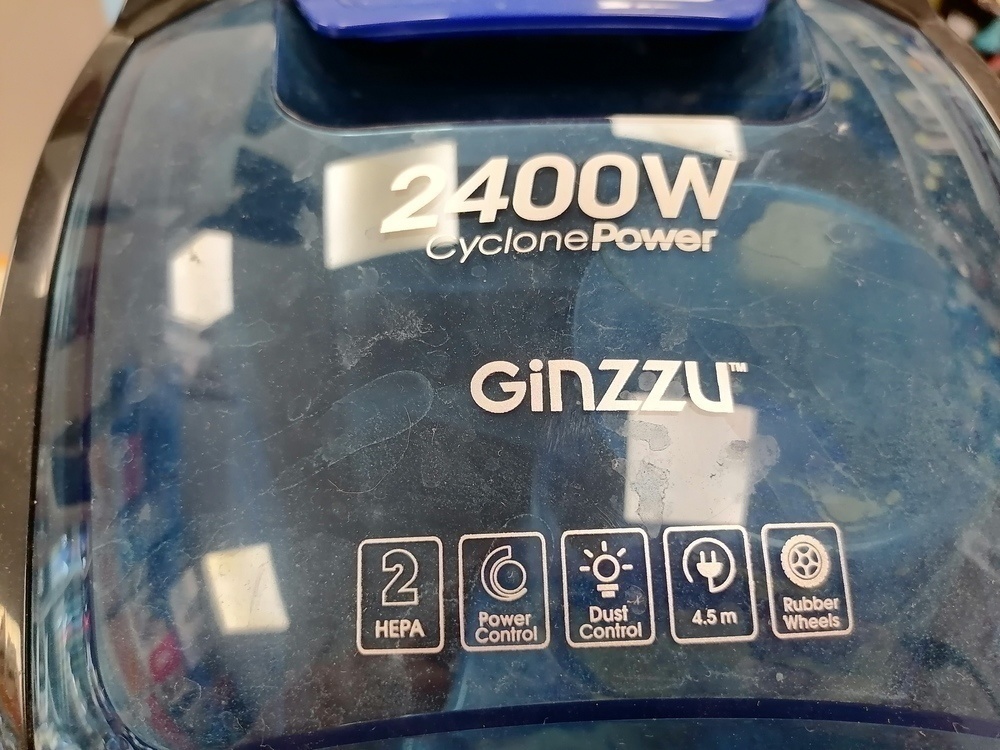 2400W
CyclonePower
GiNZZU™
2
HEPA
Power
Control
Dust
Control
4.5 m
Rubber
Wheels